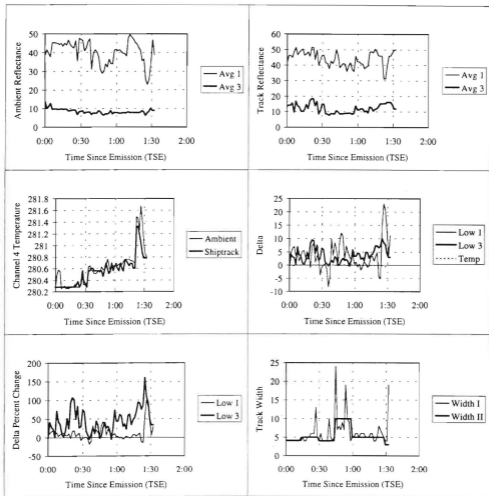 Ambient Reflectance
50
40
30
20
10
0
0:00 0:30 1:00 1:30 2:00
Time Since Emission (TSE)
Avg 1
Avg 3
Track Reflectance
60
50
40
30
20
10
0
0:00 0:30 1:00 1:30 2:00
Time Since Emission (TSE)
Avg 1
Avg 3
Channel 4 Temperature
281.8
281.6
281.4
281.2
281
280.8
280.6
280.4
280.2
0:00 0:30 1:00 1:30 2:00
Time Since Emission (TSE)
Ambient
Shiptrack
Delta
25
20
15
10
5
0
-5
-10
0:00 0:30 1:00 1:30 2:00
Time Since Emission (TSE)
Low 1
Low 3
Temp
Delta Percent Change
200
150
100
50
0
-50
0:00 0:30 1:00 1:30 2:00
Time Since Emission (TSE)
Low 1
Low 3
Track Width
25
20
15
10
5
0
0:00 0:30 1:00 1:30 2:00
Time Since Emission (TSE)
Width I
Width II